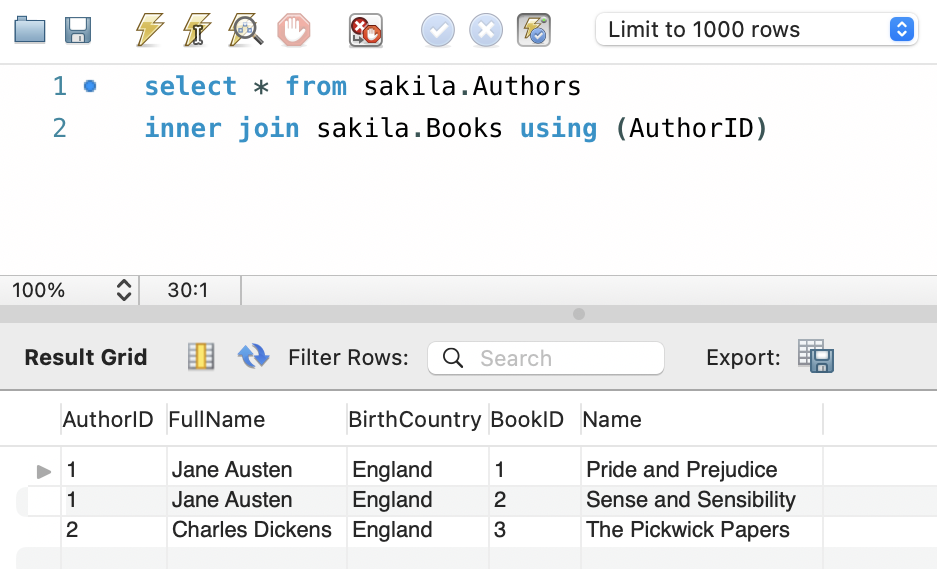 Limit to 1000 rows
1 select * from sakila.Authors
2 inner join sakila.Books using (AuthorID)
100% 30:1
Result Grid Filter Rows: Search Export:
AuthorID FullName BirthCountry BookID Name
1 Jane Austen England 1 Pride and Prejudice
1 Jane Austen England 2 Sense and Sensibility
2 Charles Dickens England 3 The Pickwick Papers